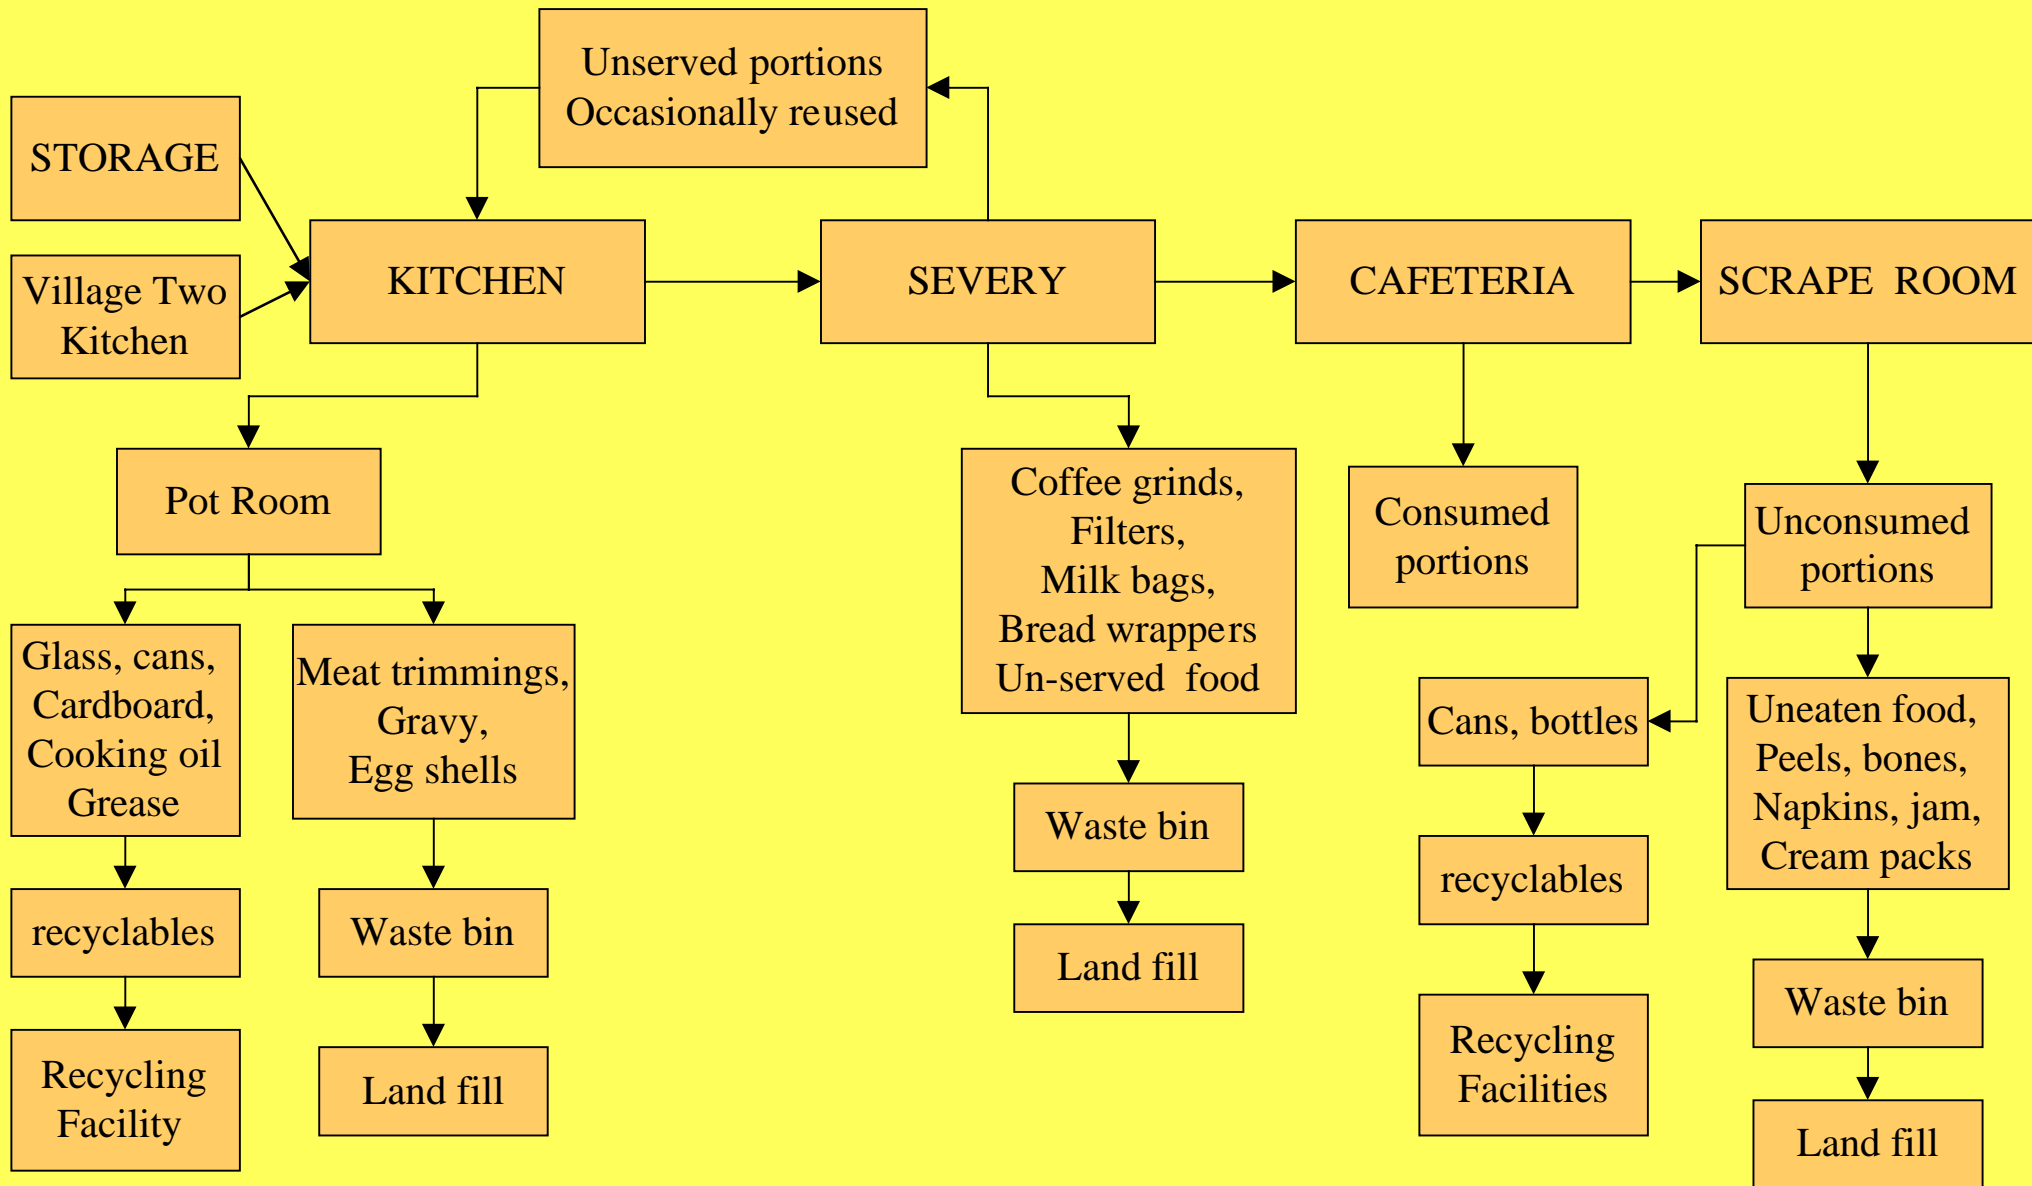 Unserved portions
Occasionally reused
STORAGE
Village Two
Kitchen
KITCHEN
SEVERY
CAFETERIA
SCRAPE ROOM
Pot Room
Glass, cans,
Cardboard,
Cooking oil
Grease
recyclables
Recycling
Facility
Meat trimmings,
Gravy,
Egg shells
Waste bin
Land fill
Coffee grinds,
Filters,
Milk bags,
Bread wrappers
Un-served food
Waste bin
Land fill
Consumed
portions
Unconsumed
portions
Cans, bottles
recyclables
Recycling
Facilities
Uneaten food,
Peels, bones,
Napkins, jam,
Cream packs
Waste bin
Land fill